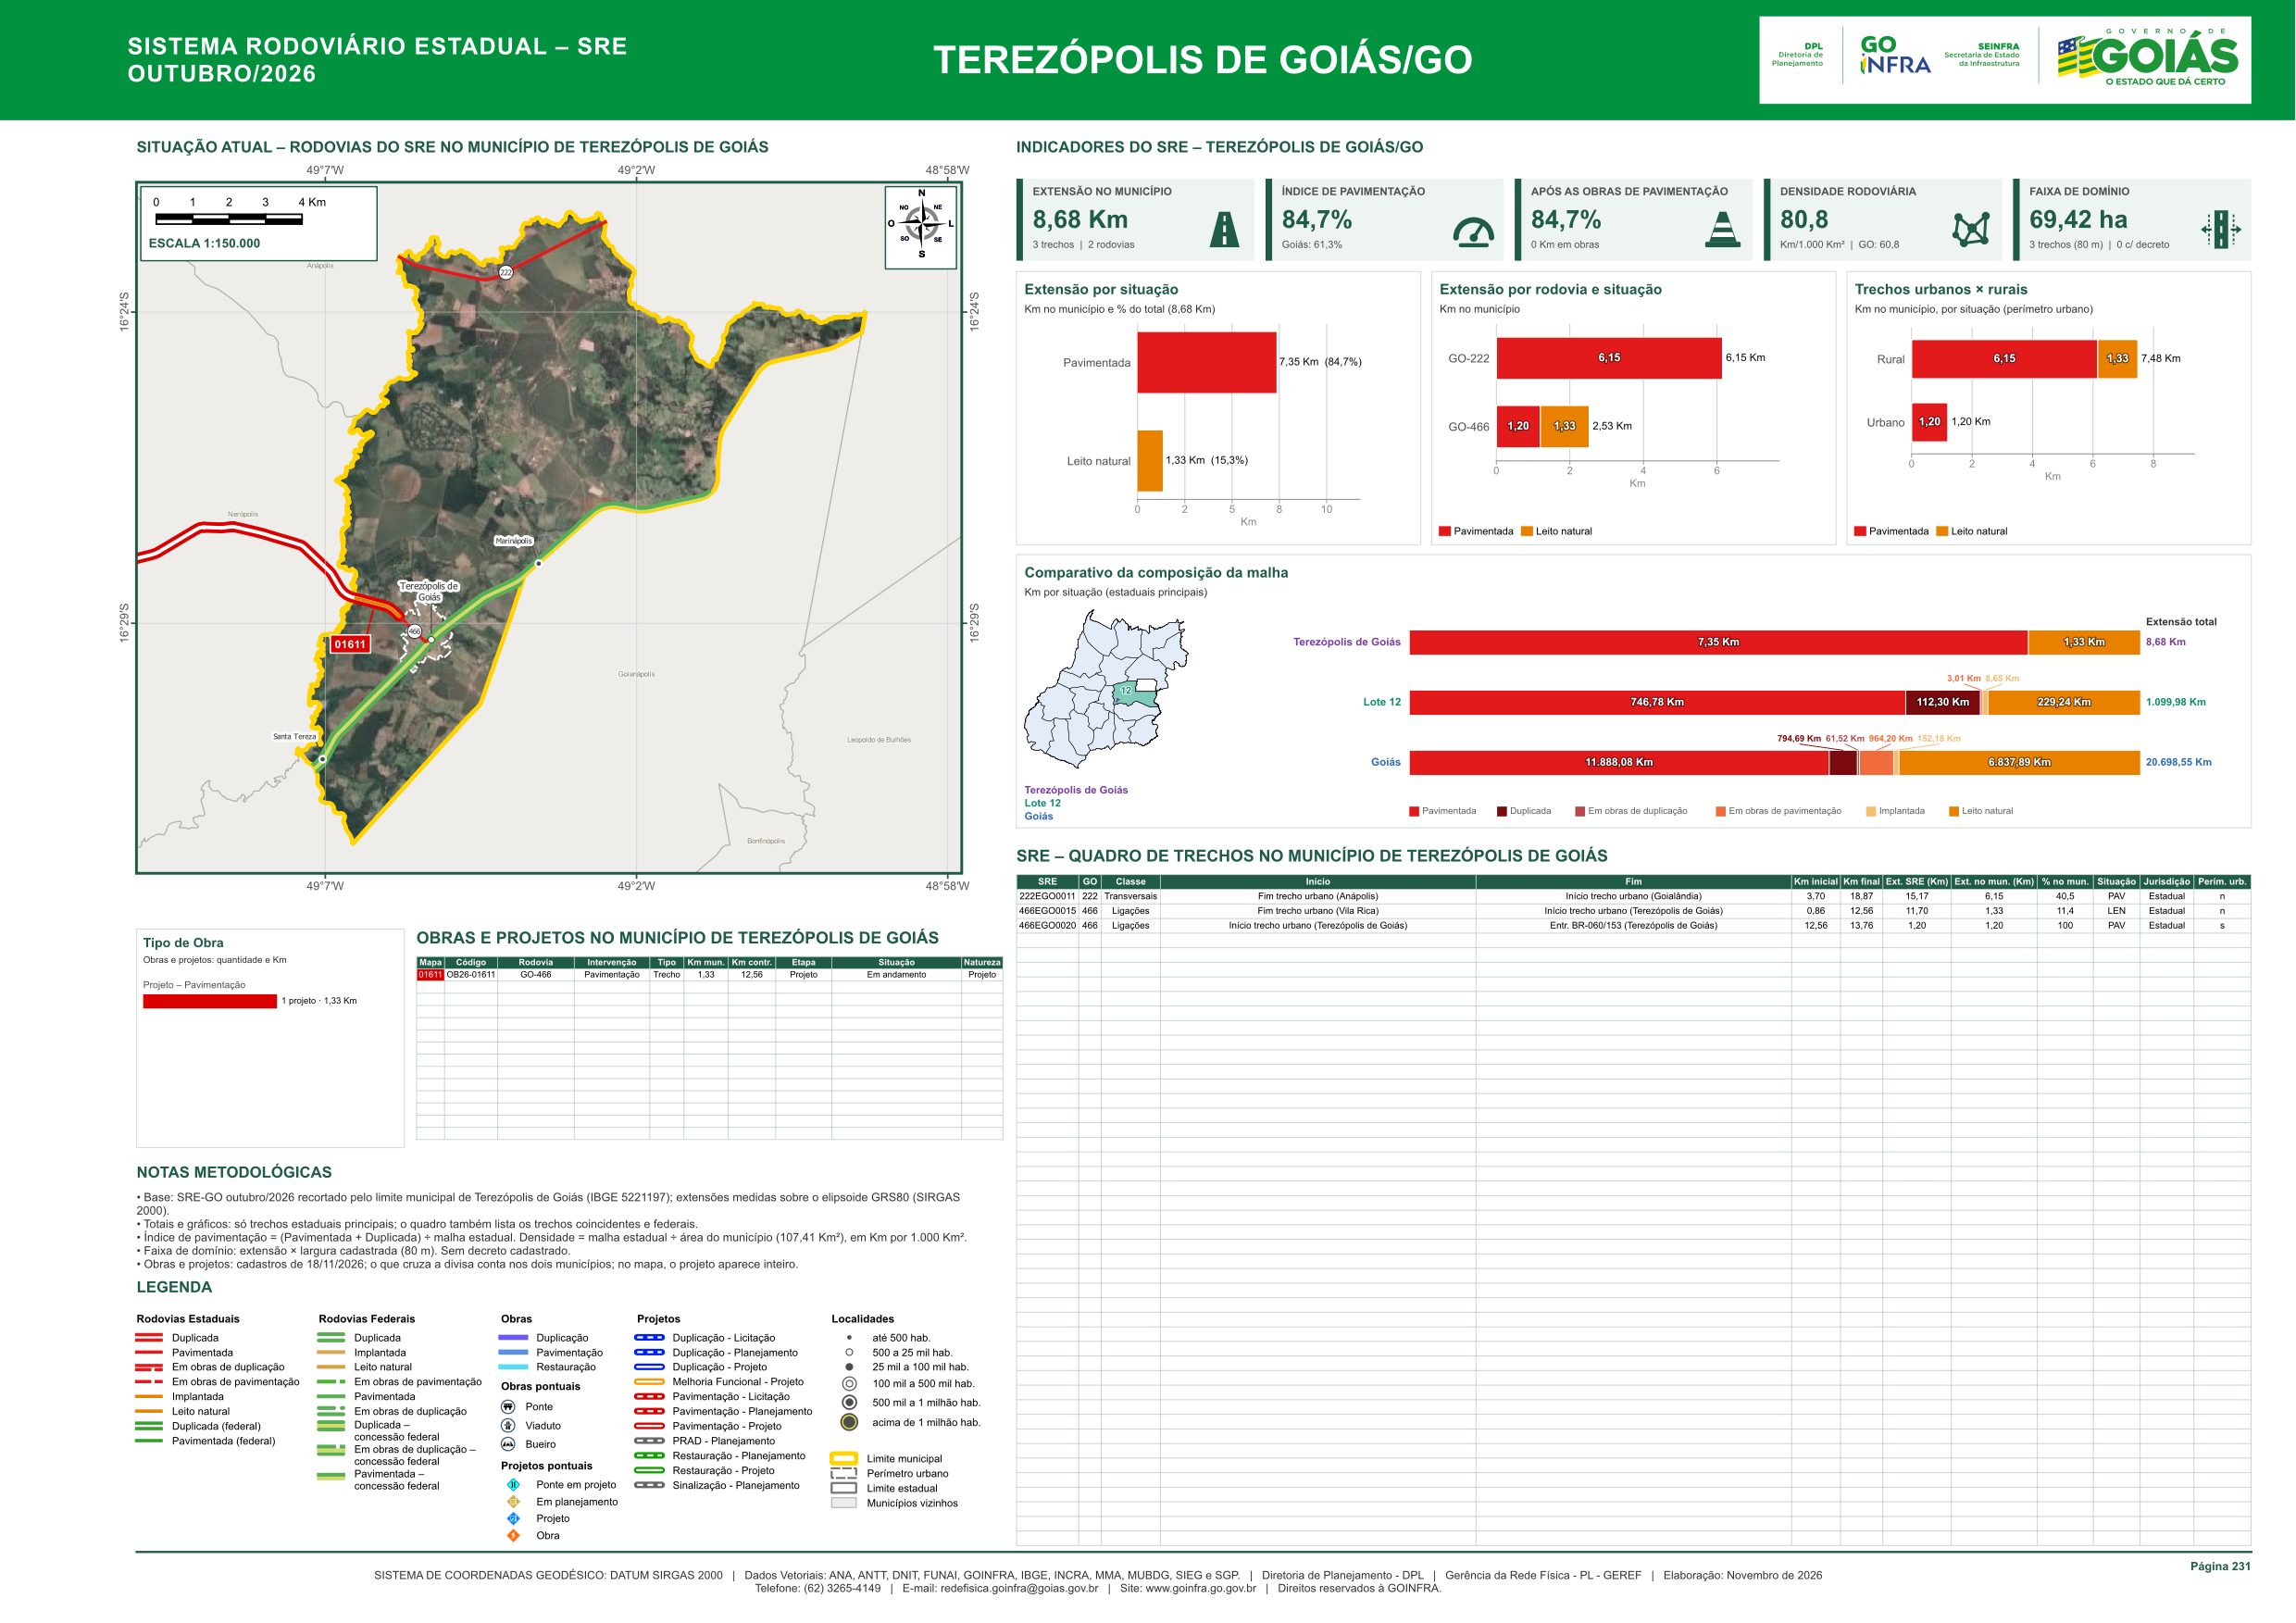 SISTEMA RODOVIÁRIO ESTADUAL – SRE
OUTUBRO/2026
TEREZÓPOLIS DE GOIÁS/GO
DPL
Diretoria de
Planejamento
GO
iNFRA
SEINFRA
Secretaria de Estado
da Infraestrutura
GOVERNO DE
GOIÁS
O ESTADO QUE DÁ CERTO
SITUAÇÃO ATUAL – RODOVIAS DO SRE NO MUNICÍPIO DE TEREZÓPOLIS DE GOIÁS
49°7'W 49°2'W 48°58'W
0 1 2 3 4 Km
ESCALA 1:150.000
N
NO NE
O L
SO SE
S
Anápolis
222
16°24'S 16°24'S
Nerópolis
Marinápolis
Terezópolis de
Goiás
466
01611
16°29'S 16°29'S
Goianápolis
Santa Tereza
Leopoldo de Bulhões
Bonfinópolis
49°7'W 49°2'W 48°58'W
INDICADORES DO SRE – TEREZÓPOLIS DE GOIÁS/GO
EXTENSÃO NO MUNICÍPIO
8,68 Km
3 trechos | 2 rodovias
ÍNDICE DE PAVIMENTAÇÃO
84,7%
Goiás: 61,3%
APÓS AS OBRAS DE PAVIMENTAÇÃO
84,7%
0 Km em obras
DENSIDADE RODOVIÁRIA
80,8
Km/1.000 Km² | GO: 60,8
FAIXA DE DOMÍNIO
69,42 ha
3 trechos (80 m) | 0 c/ decreto
Extensão por situação
Km no município e % do total (8,68 Km)
Pavimentada 7,35 Km (84,7%)
Leito natural 1,33 Km (15,3%)
0 2 5 8 10
Km
Extensão por rodovia e situação
Km no município
GO-222 6,15 6,15 Km
GO-466 1,20 1,33 2,53 Km
0 2 4 6
Km
Pavimentada Leito natural
Trechos urbanos × rurais
Km no município, por situação (perímetro urbano)
Rural 6,15 1,33 7,48 Km
Urbano 1,20 1,20 Km
0 2 4 6 8
Km
Pavimentada Leito natural
Comparativo da composição da malha
Km por situação (estaduais principais)
12
Terezópolis de Goiás
Lote 12
Goiás
Extensão total
Terezópolis de Goiás 7,35 Km 1,33 Km 8,68 Km
3,01 Km 8,65 Km
Lote 12 746,78 Km 112,30 Km 229,24 Km 1.099,98 Km
794,69 Km 61,52 Km 964,20 Km 152,18 Km
Goiás 11.888,08 Km 6.837,89 Km 20.698,55 Km
Pavimentada Duplicada Em obras de duplicação Em obras de pavimentação Implantada Leito natural
SRE – QUADRO DE TRECHOS NO MUNICÍPIO DE TEREZÓPOLIS DE GOIÁS
SRE GO Classe Início Fim Km inicial Km final Ext. SRE (Km) Ext. no mun. (Km) % no mun. Situação Jurisdição Perím. urb.
222EGO0011 222 Transversais Fim trecho urbano (Anápolis) Início trecho urbano (Goialândia) 3,70 18,87 15,17 6,15 40,5 PAV Estadual n
466EGO0015 466 Ligações Fim trecho urbano (Vila Rica) Início trecho urbano (Terezópolis de Goiás) 0,86 12,56 11,70 1,33 11,4 LEN Estadual n
466EGO0020 466 Ligações Início trecho urbano (Terezópolis de Goiás) Entr. BR-060/153 (Terezópolis de Goiás) 12,56 13,76 1,20 1,20 100 PAV Estadual s
Tipo de Obra
Obras e projetos: quantidade e Km
Projeto – Pavimentação
1 projeto · 1,33 Km
OBRAS E PROJETOS NO MUNICÍPIO DE TEREZÓPOLIS DE GOIÁS
Mapa Código Rodovia Intervenção Tipo Km mun. Km contr. Etapa Situação Natureza
01611 OB26-01611 GO-466 Pavimentação Trecho 1,33 12,56 Projeto Em andamento Projeto
NOTAS METODOLÓGICAS
• Base: SRE-GO outubro/2026 recortado pelo limite municipal de Terezópolis de Goiás (IBGE 5221197); extensões medidas sobre o elipsoide GRS80 (SIRGAS
2000).
• Totais e gráficos: só trechos estaduais principais; o quadro também lista os trechos coincidentes e federais.
• Índice de pavimentação = (Pavimentada + Duplicada) ÷ malha estadual. Densidade = malha estadual ÷ área do município (107,41 Km²), em Km por 1.000 Km².
• Faixa de domínio: extensão × largura cadastrada (80 m). Sem decreto cadastrado.
• Obras e projetos: cadastros de 18/11/2026; o que cruza a divisa conta nos dois municípios; no mapa, o projeto aparece inteiro.
LEGENDA
Rodovias Estaduais
Duplicada
Pavimentada
Em obras de duplicação
Em obras de pavimentação
Implantada
Leito natural
Duplicada (federal)
Pavimentada (federal)
Rodovias Federais
Duplicada
Implantada
Leito natural
Em obras de pavimentação
Pavimentada
Em obras de duplicação
Duplicada –
concessão federal
Em obras de duplicação –
concessão federal
Pavimentada –
concessão federal
Obras
Duplicação
Pavimentação
Restauração
Obras pontuais
Ponte
Viaduto
Bueiro
Projetos pontuais
Ponte em projeto
Em planejamento
Projeto
Obra
Projetos
Duplicação - Licitação
Duplicação - Planejamento
Duplicação - Projeto
Melhoria Funcional - Projeto
Pavimentação - Licitação
Pavimentação - Planejamento
Pavimentação - Projeto
PRAD - Planejamento
Restauração - Planejamento
Restauração - Projeto
Sinalização - Planejamento
Localidades
até 500 hab.
500 a 25 mil hab.
25 mil a 100 mil hab.
100 mil a 500 mil hab.
500 mil a 1 milhão hab.
acima de 1 milhão hab.
Limite municipal
Perímetro urbano
Limite estadual
Municípios vizinhos
Página 231
SISTEMA DE COORDENADAS GEODÉSICO: DATUM SIRGAS 2000 | Dados Vetoriais: ANA, ANTT, DNIT, FUNAI, GOINFRA, IBGE, INCRA, MMA, MUBDG, SIEG e SGP. | Diretoria de Planejamento - DPL | Gerência da Rede Física - PL - GEREF | Elaboração: Novembro de 2026
Telefone: (62) 3265-4149 | E-mail: redefisica.goinfra@goias.gov.br | Site: www.goinfra.go.gov.br | Direitos reservados à GOINFRA.